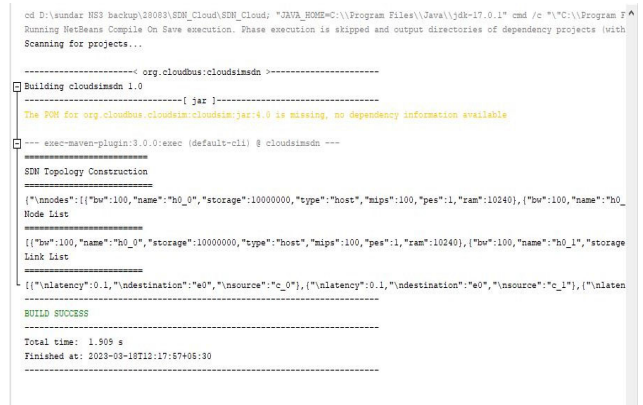 cd D:\sundar NS3 backup\28083\SDN_Cloud\SDN_Cloud; "JAVA_HOME=C:\\Program Files\\Java\\jdk-17.0.1" cmd /c "\"C:\\Program F
Running NetBeans Compile On Save execution. Phase execution is skipped and output directories of dependency projects (with
Scanning for projects...
-----------------------< org.cloudbus:cloudsimsdn >-----------------------
Building cloudsimsdn 1.0
--------------------------------[ jar ]---------------------------------
The POM for org.cloudbus.cloudsim:cloudsim:jar:4.0 is missing, no dependency information available
--- exec-maven-plugin:3.0.0:exec (default-cli) @ cloudsimsdn ---
=========================
SDN Topology Construction
==========================
{"\nnodes":[{"bw":100,"name":"h0_0","storage":10000000,"type":"host","mips":100,"pes":1,"ram":10240},{"bw":100,"name":"h0_
Node List
========================
[{"bw":100,"name":"h0_0","storage":10000000,"type":"host","mips":100,"pes":1,"ram":10240},{"bw":100,"name":"h0_1","storage
Link List
========================
[{"\nlatency":0.1,"\ndestination":"e0","\nsource":"c_0"},{"\nlatency":0.1,"\ndestination":"e0","\nsource":"c_1"},{"\nlaten
------------------------------------------------------------------------
BUILD SUCCESS
------------------------------------------------------------------------
Total time:  1.909 s
Finished at: 2023-03-18T12:17:57+05:30
------------------------------------------------------------------------